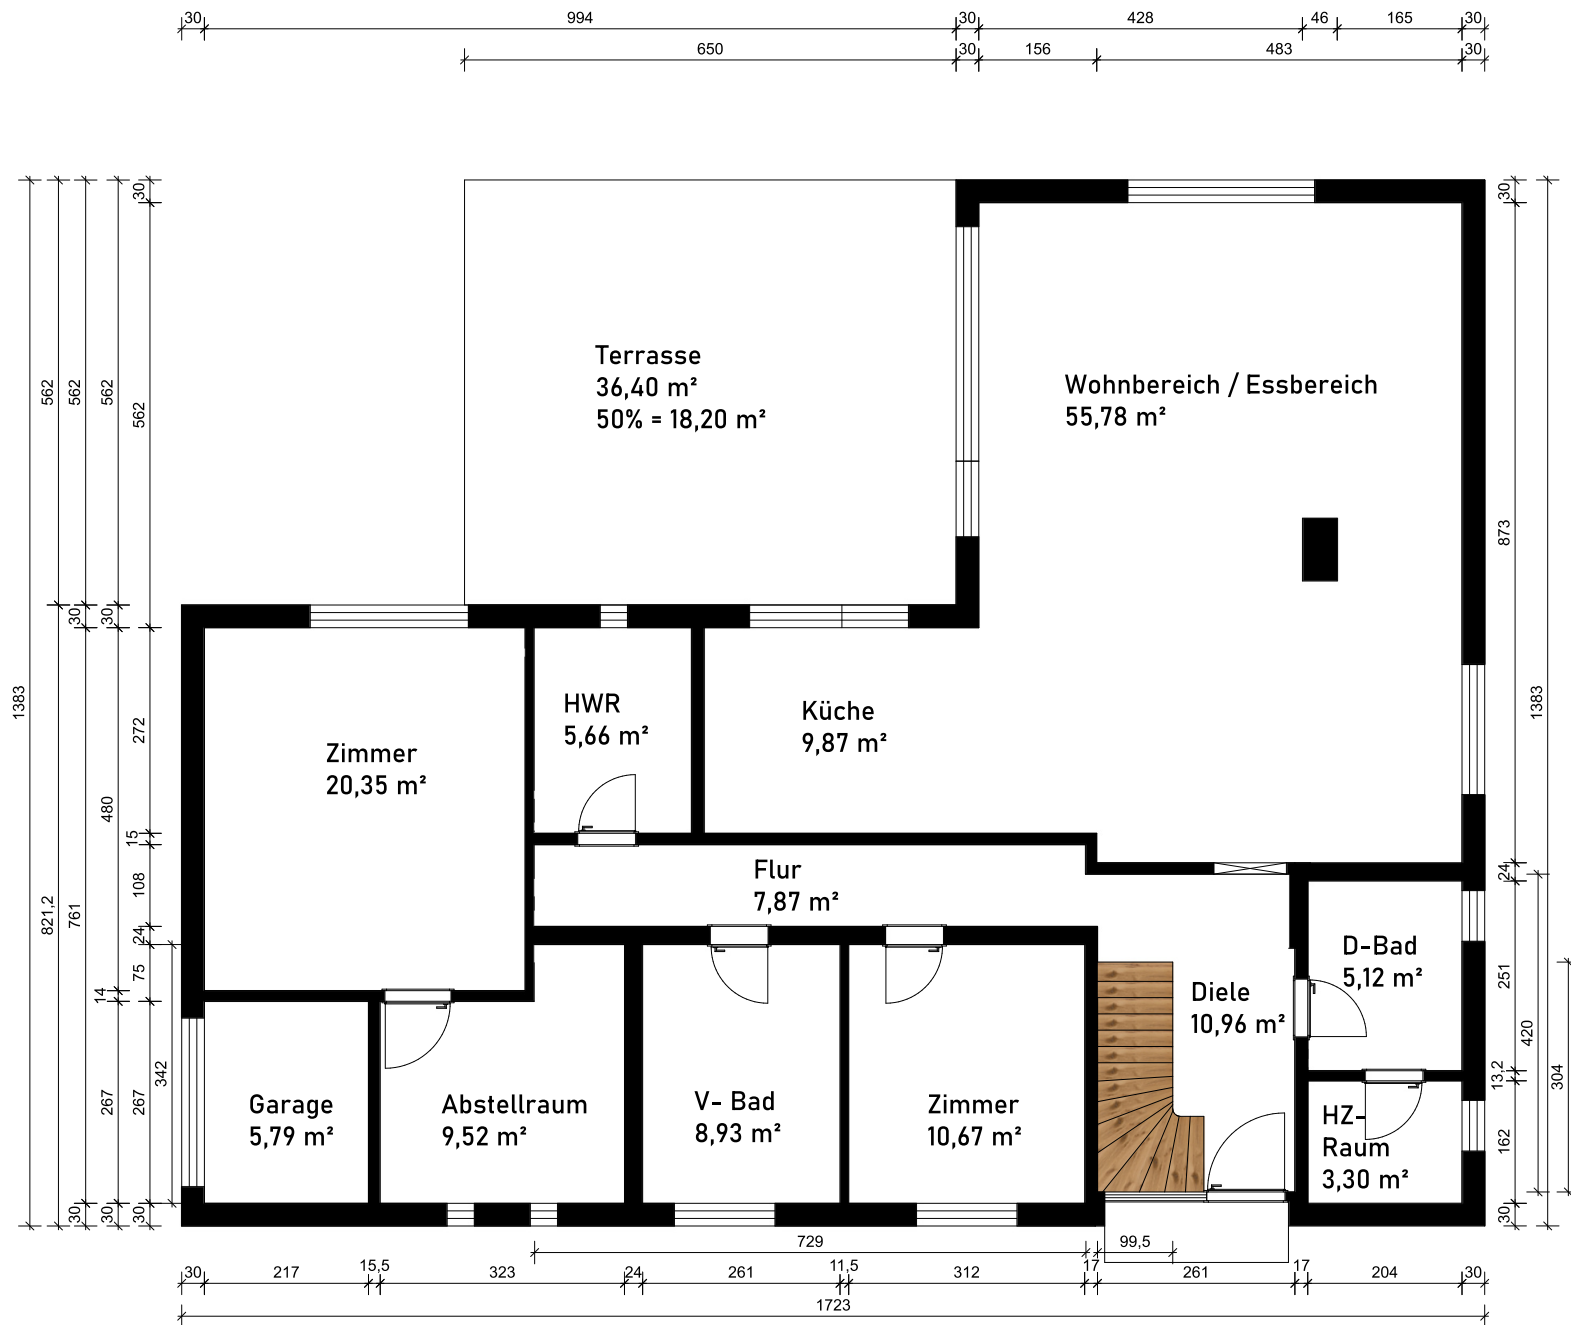 30 994 30 428 46 165 30
650 30 156 483 30
Terrasse
36,40 m²
50% = 18,20 m²
Wohnbereich / Essbereich
55,78 m²
HWR
5,66 m²
Küche
9,87 m²
Zimmer
20,35 m²
Flur
7,87 m²
D-Bad
5,12 m²
Diele
10,96 m²
Garage
5,79 m²
Abstellraum
9,52 m²
V- Bad
8,93 m²
Zimmer
10,67 m²
HZ-
Raum
3,30 m²
1383
562
821,2
562
30
761
30
562
30
480
14
267
30
30
562
272
15
108
24
75
267
30
342
30
873
24
251
13,2
162
30
1383
420
304
729 99,5
30 217 15,5 323 24 261 11,5 312 17 261 17 204 30
1723